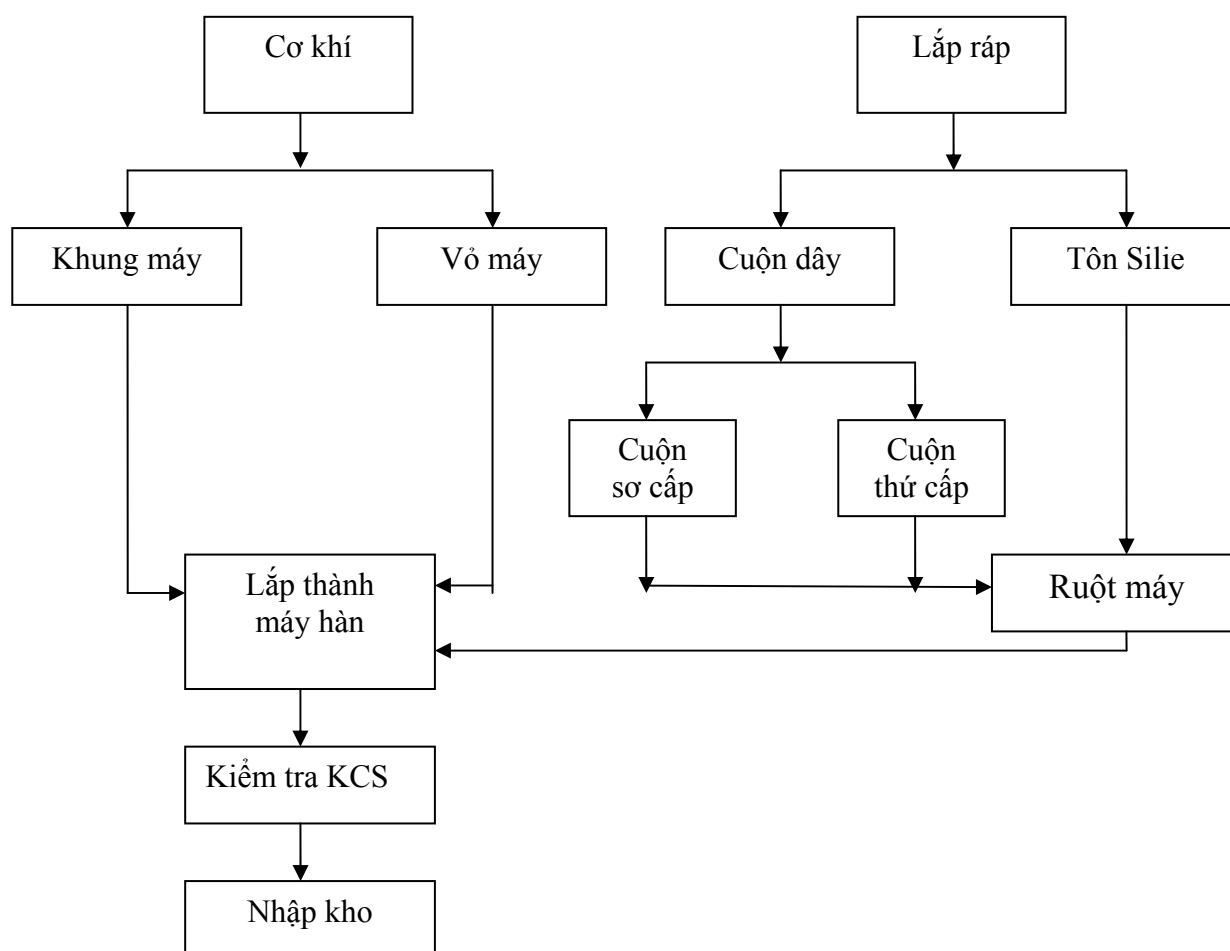 Cơ khí
Lắp ráp
Khung máy
Vỏ máy
Cuộn dây
Tôn Silie
Cuộn
sơ cấp
Cuộn
thứ cấp
Lắp thành
máy hàn
Ruột máy
Kiểm tra KCS
Nhập kho